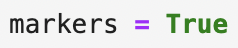 markers = True